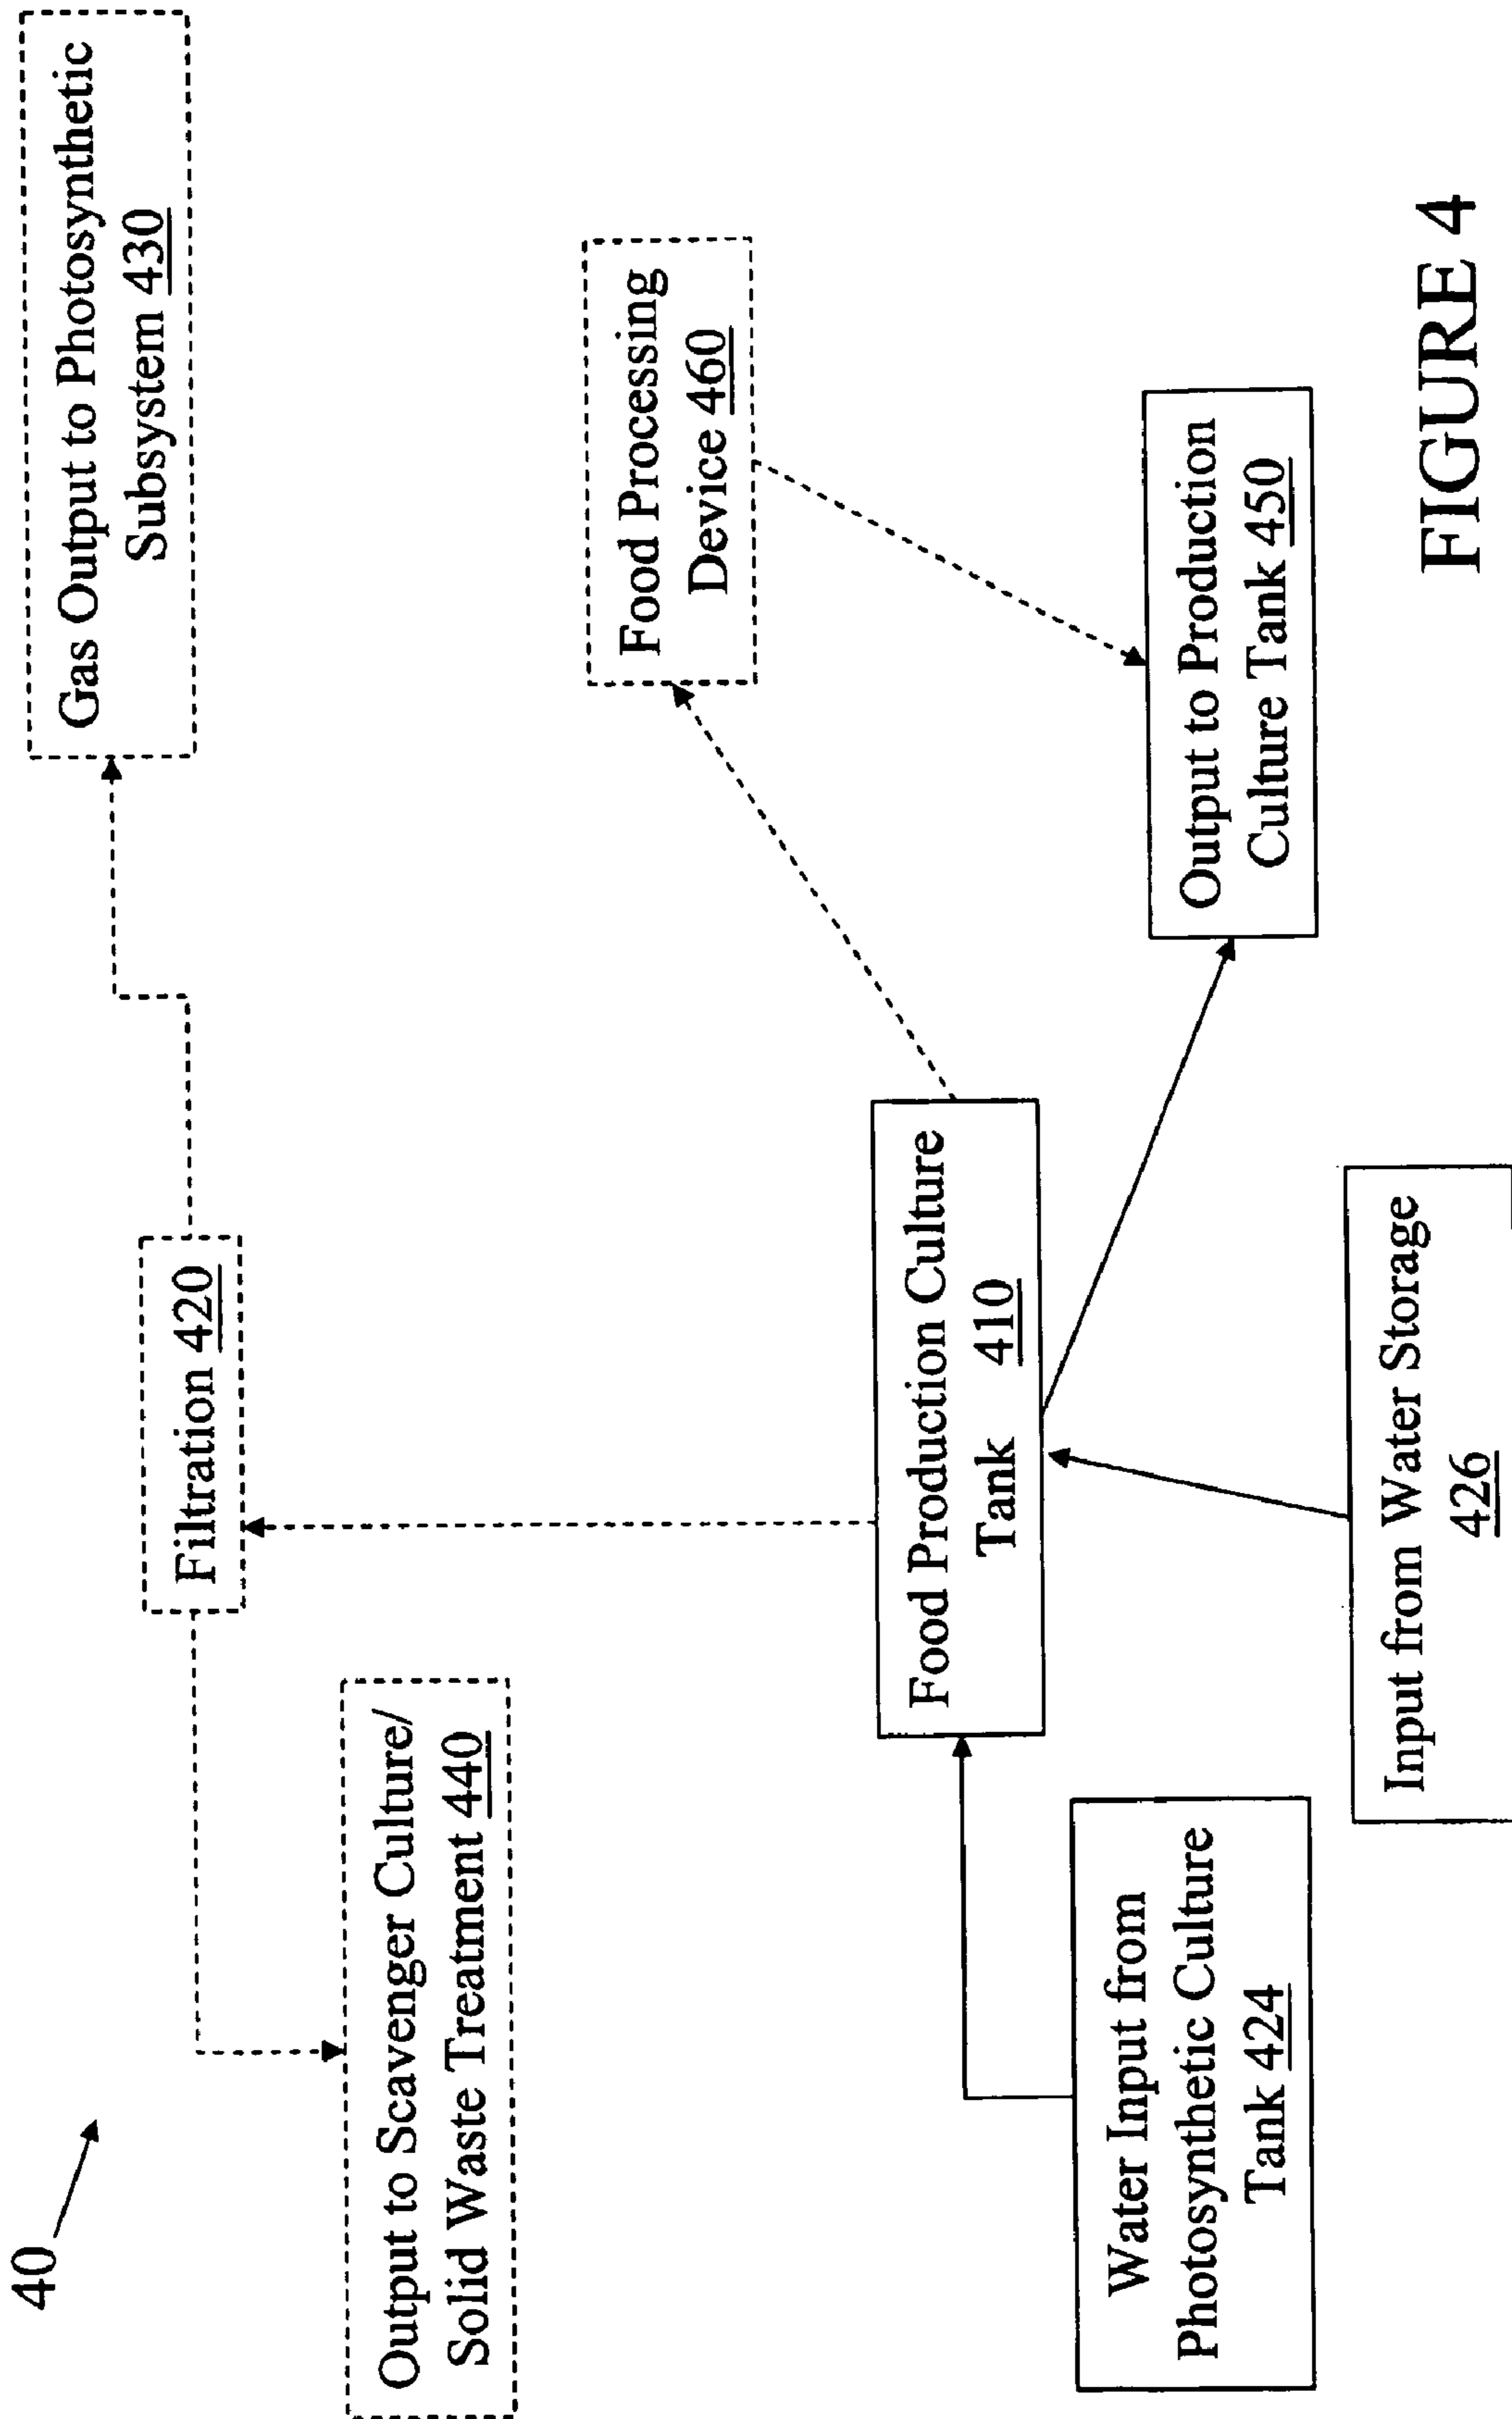 40
Gas Output to Photosynthetic
Subsystem 430
Filtration 420
Output to Scavenger Culture/
Solid Waste Treatment 440
Food Processing
Device 460
Food Production Culture
Tank 410
Water Input from
Photosynthetic Culture
Tank 424
Output to Production
Culture Tank 450
Input from Water Storage
426
FIGURE 4